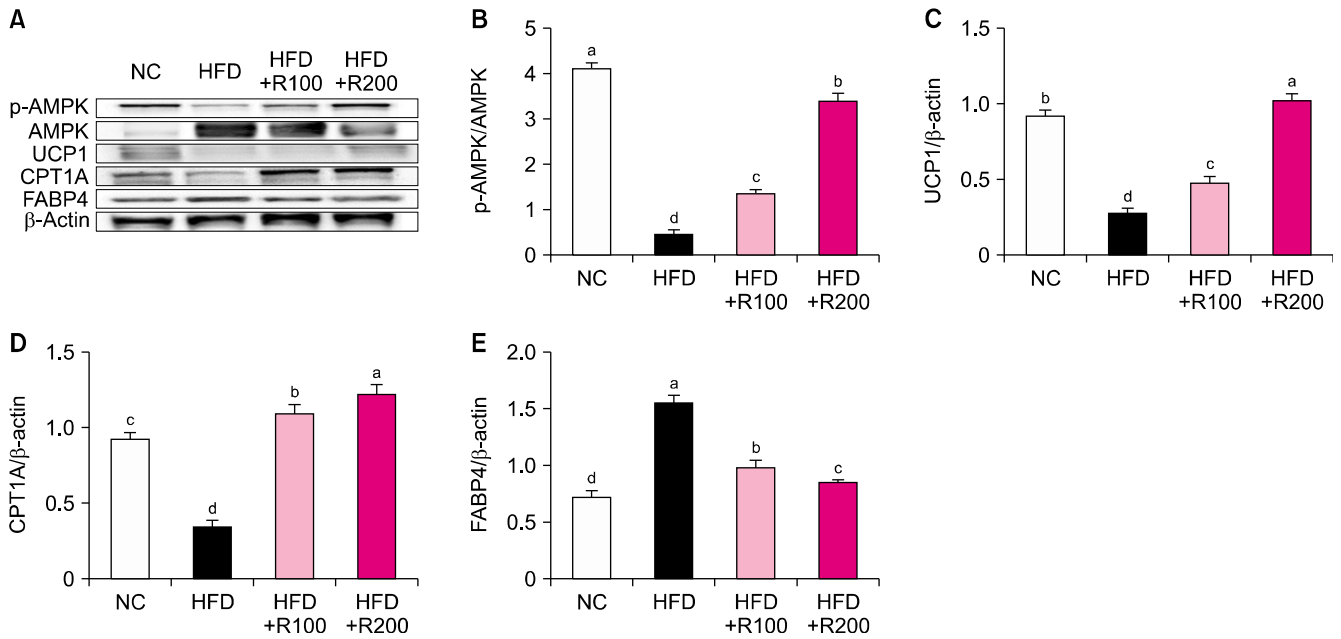 A
NC HFD HFD +R100 HFD +R200
p-AMPK
AMPK
UCP1
CPT1A
FABP4
β-Actin
B
p-AMPK/AMPK
5
4
3
2
1
0
a
d
c
b
NC HFD HFD +R100 HFD +R200
C
UCP1/β-actin
1.5
1.0
0.5
0
b
d
c
a
NC HFD HFD +R100 HFD +R200
D
CPT1A/β-actin
1.5
1.0
0.5
0
c
d
b
a
NC HFD HFD +R100 HFD +R200
E
FABP4/β-actin
2.0
1.5
1.0
0.5
0
d
a
b
c
NC HFD HFD +R100 HFD +R200